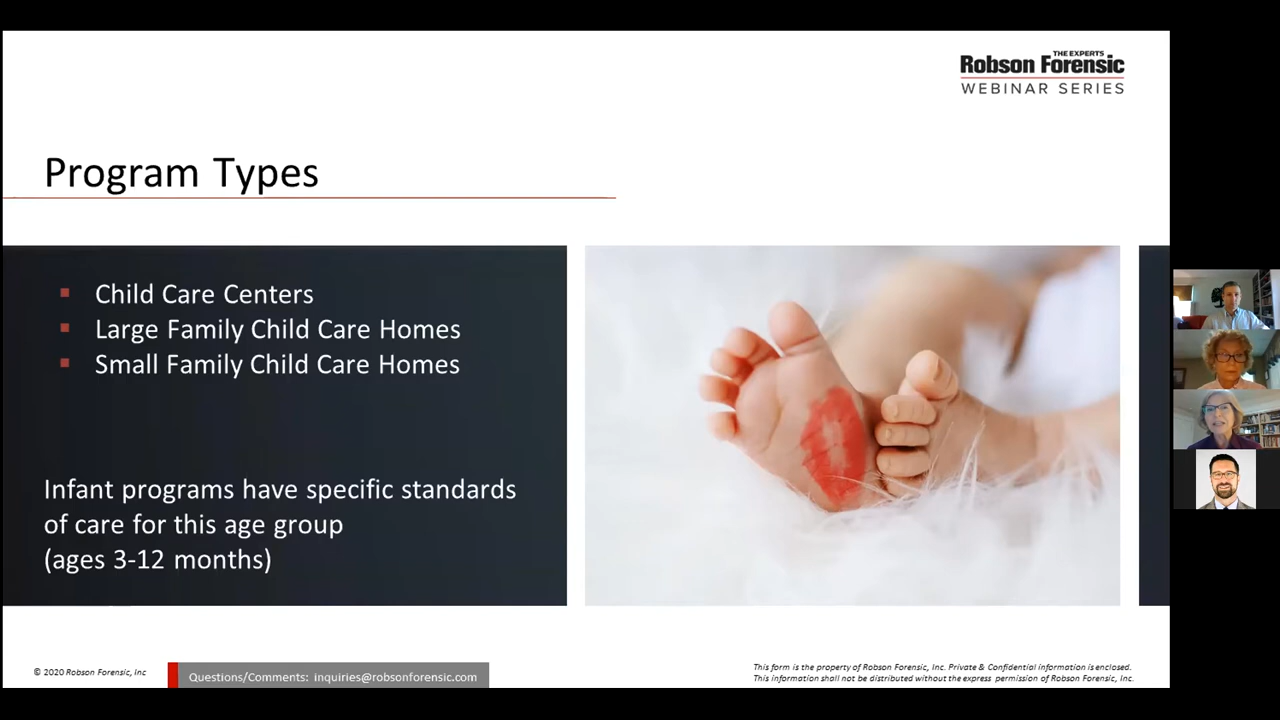 THE EXPERTS
Robson Forensic
WEBINAR SERIES
Program Types
Child Care Centers
Large Family Child Care Homes
Small Family Child Care Homes
Infant programs have specific standards
of care for this age group
(ages 3-12 months)
© 2020 Robson Forensic, Inc
Questions/Comments: inquiries@robsonforensic.com
This form is the property of Robson Forensic, Inc. Private & Confidential information is enclosed.
This information shall not be distributed without the express permission of Robson Forensic, Inc.